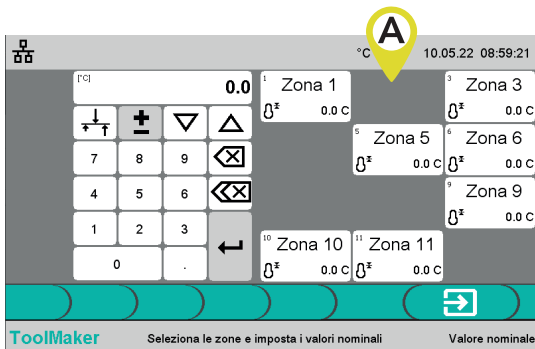 °C 10.05.22 08:59:21
A
[°C] 0.0
7 8 9
4 5 6
1 2 3
0 .
1 Zona 1
0.0 C
3 Zona 3
0.0 C
5 Zona 5
0.0 C
6 Zona 6
0.0 C
9 Zona 9
0.0 C
10 Zona 10
0.0 C
11 Zona 11
0.0 C
ToolMaker Seleziona le zone e imposta i valori nominali Valore nominale